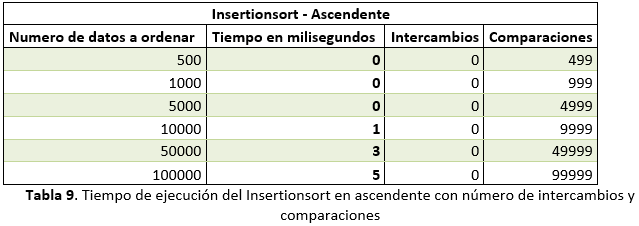 Insertionsort - Ascendente
Numero de datos a ordenar Tiempo en milisegundos Intercambios Comparaciones
500 0 0 499
1000 0 0 999
5000 0 0 4999
10000 1 0 9999
50000 3 0 49999
100000 5 0 99999
Tabla 9. Tiempo de ejecución del Insertionsort en ascendente con número de intercambios y
comparaciones